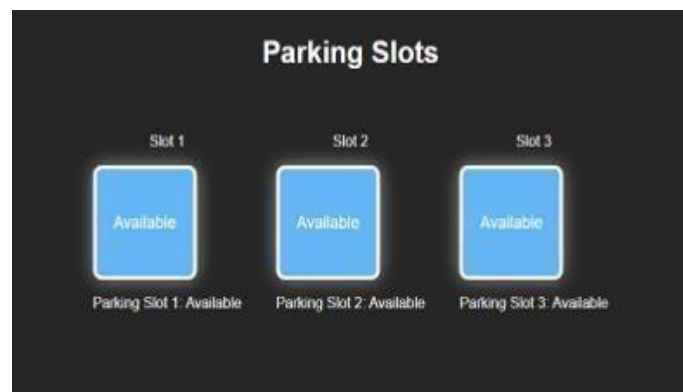 Parking Slots
Slot 1
Slot 2
Slot 3
Available
Available
Available
Parking Slot 1: Available
Parking Slot 2: Available
Parking Slot 3: Available